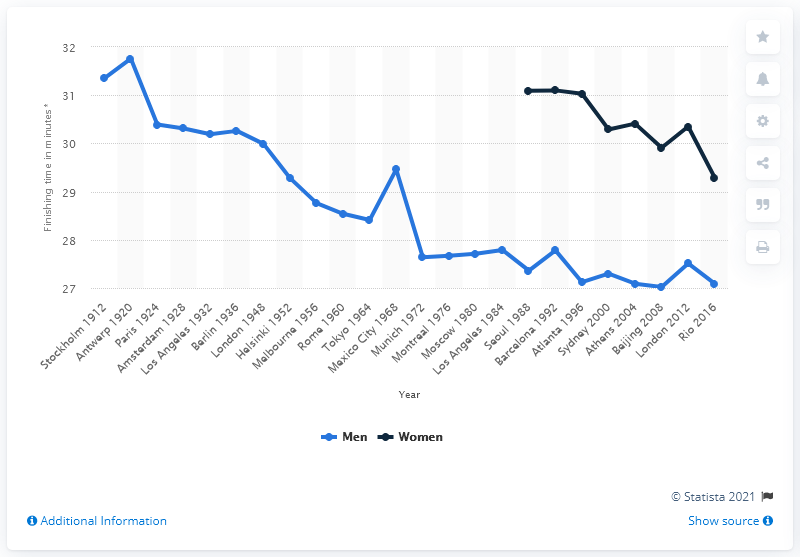 32
31
30
29
28
27
Finishing time in minutes*
Stockholm 1912
Antwerp 1920
Paris 1924
Amsterdam 1928
Los Angeles 1932
Berlin 1936
London 1948
Helsinki 1952
Melbourne 1956
Rome 1960
Tokyo 1964
Mexico City 1968
Munich 1972
Montreal 1976
Moscow 1980
Los Angeles 1984
Seoul 1988
Barcelona 1992
Atlanta 1996
Sydney 2000
Athens 2004
Beijing 2008
London 2012
Rio 2016
Year
Men Women
© Statista 2021
Additional Information Show source